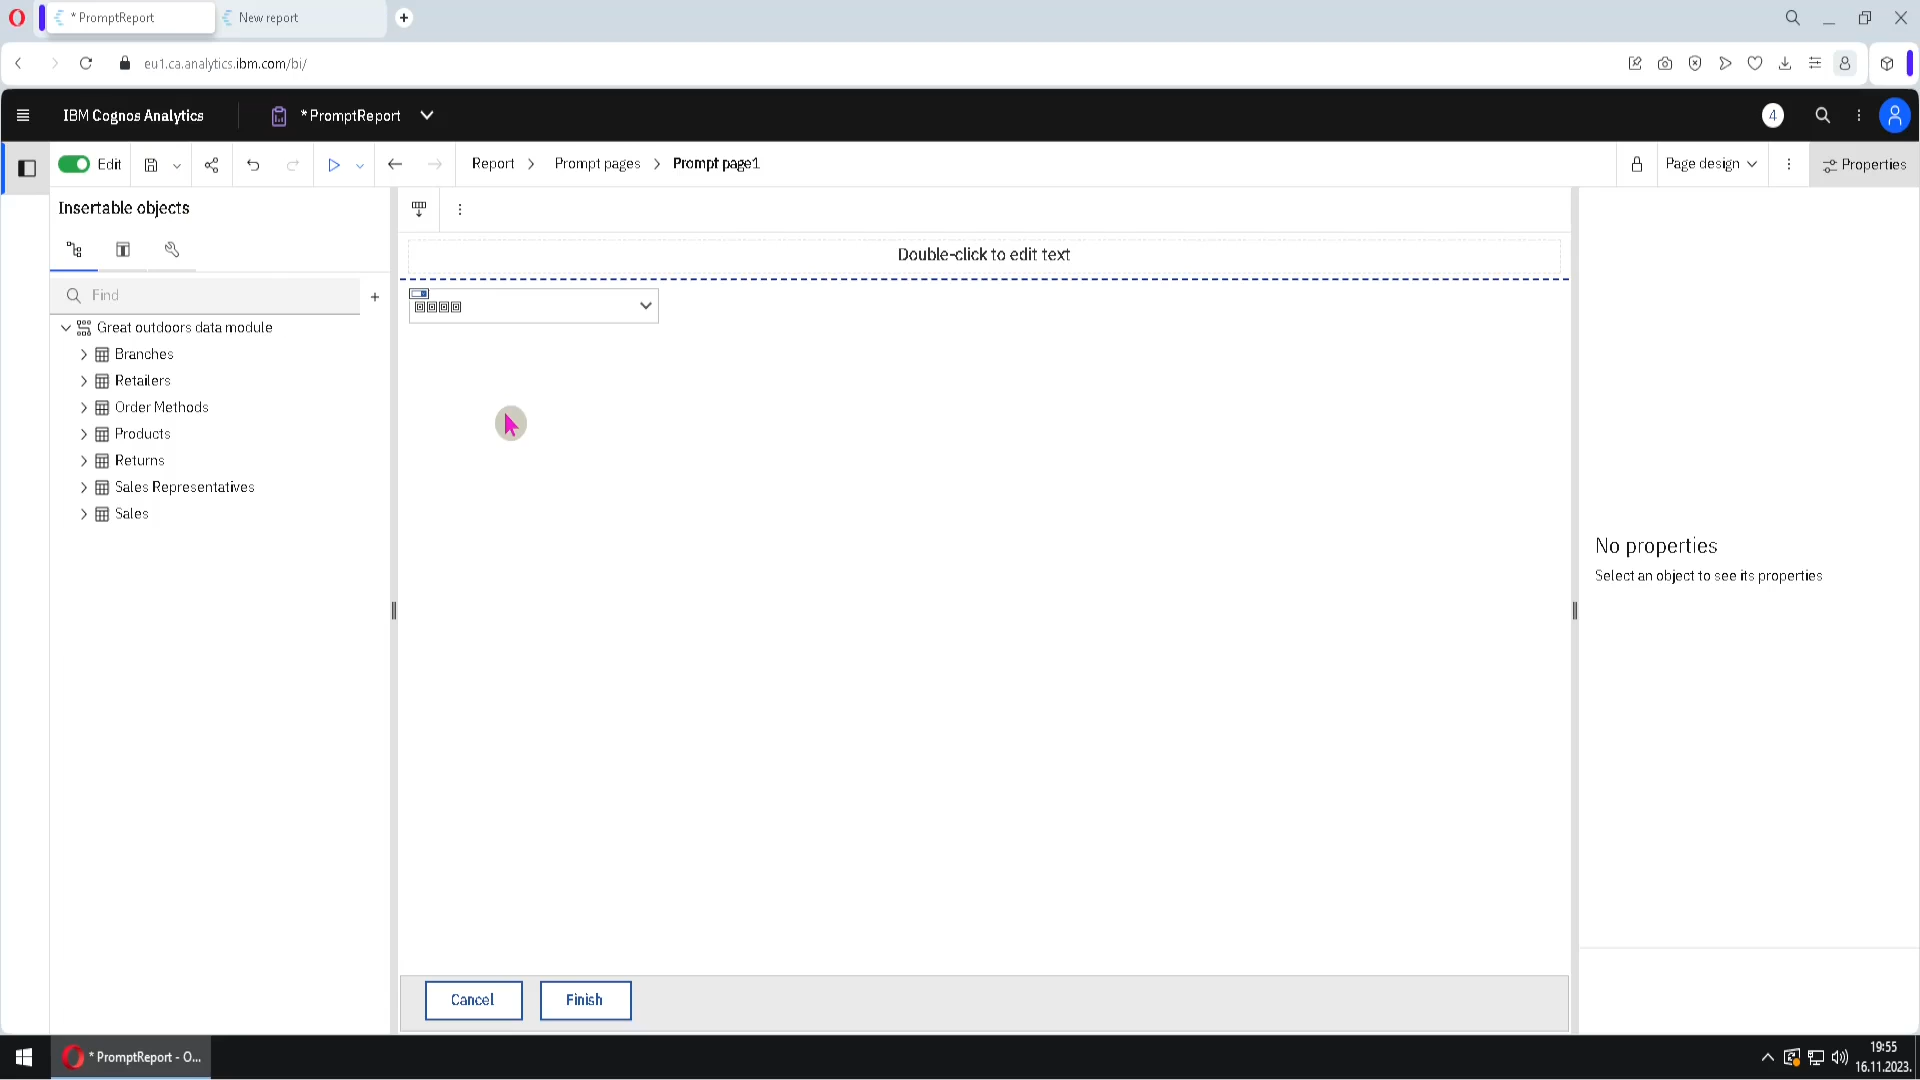 * PromptReport
New report
eu1.ca.analytics.ibm.com/bi/
IBM Cognos Analytics
* PromptReport
4
Edit
Report
Prompt pages
Prompt page1
Page design
Properties
Insertable objects
Find
Great outdoors data module
Branches
Retailers
Order Methods
Products
Returns
Sales Representatives
Sales
Double-click to edit text
No properties
Select an object to see its properties
Cancel
Finish
* PromptReport - O...
19:55
16.11.2023.